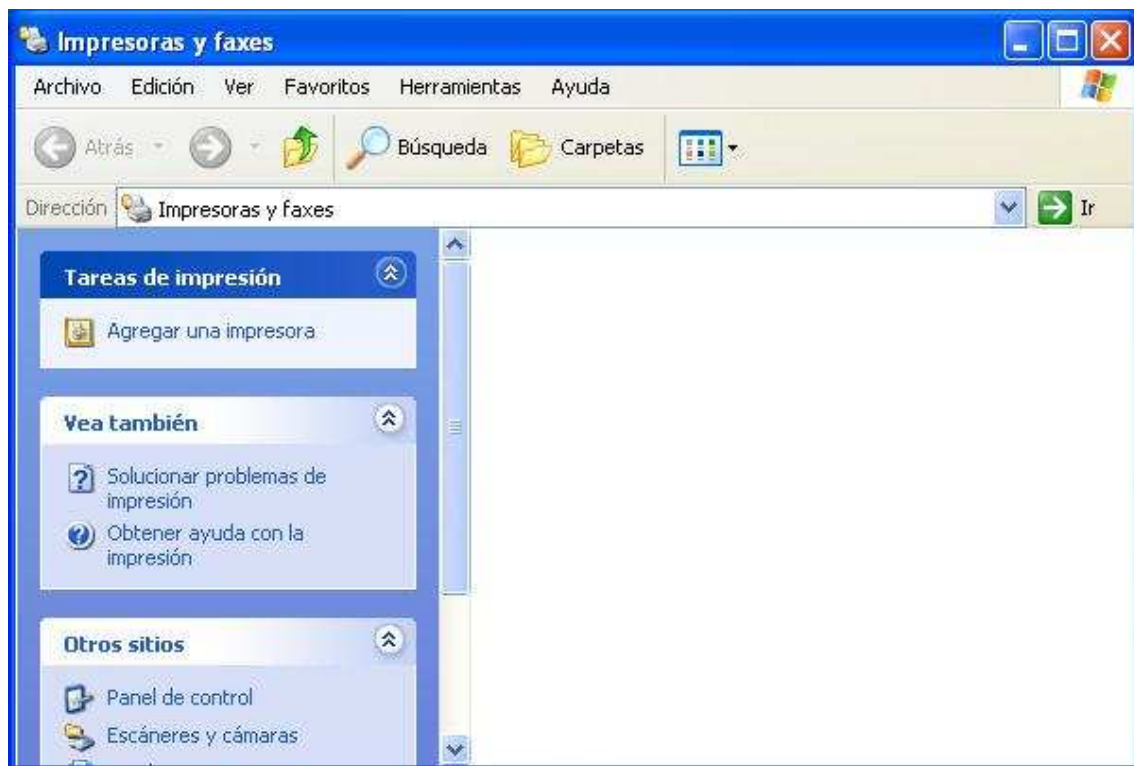 Impresoras y faxes
Archivo Edición Ver Favoritos Herramientas Ayuda
Atrás Búsqueda Carpetas
Dirección Impresoras y faxes Ir
Tareas de impresión
Agregar una impresora
Vea también
Solucionar problemas de
impresión
Obtener ayuda con la
impresión
Otros sitios
Panel de control
Escáneres y cámaras